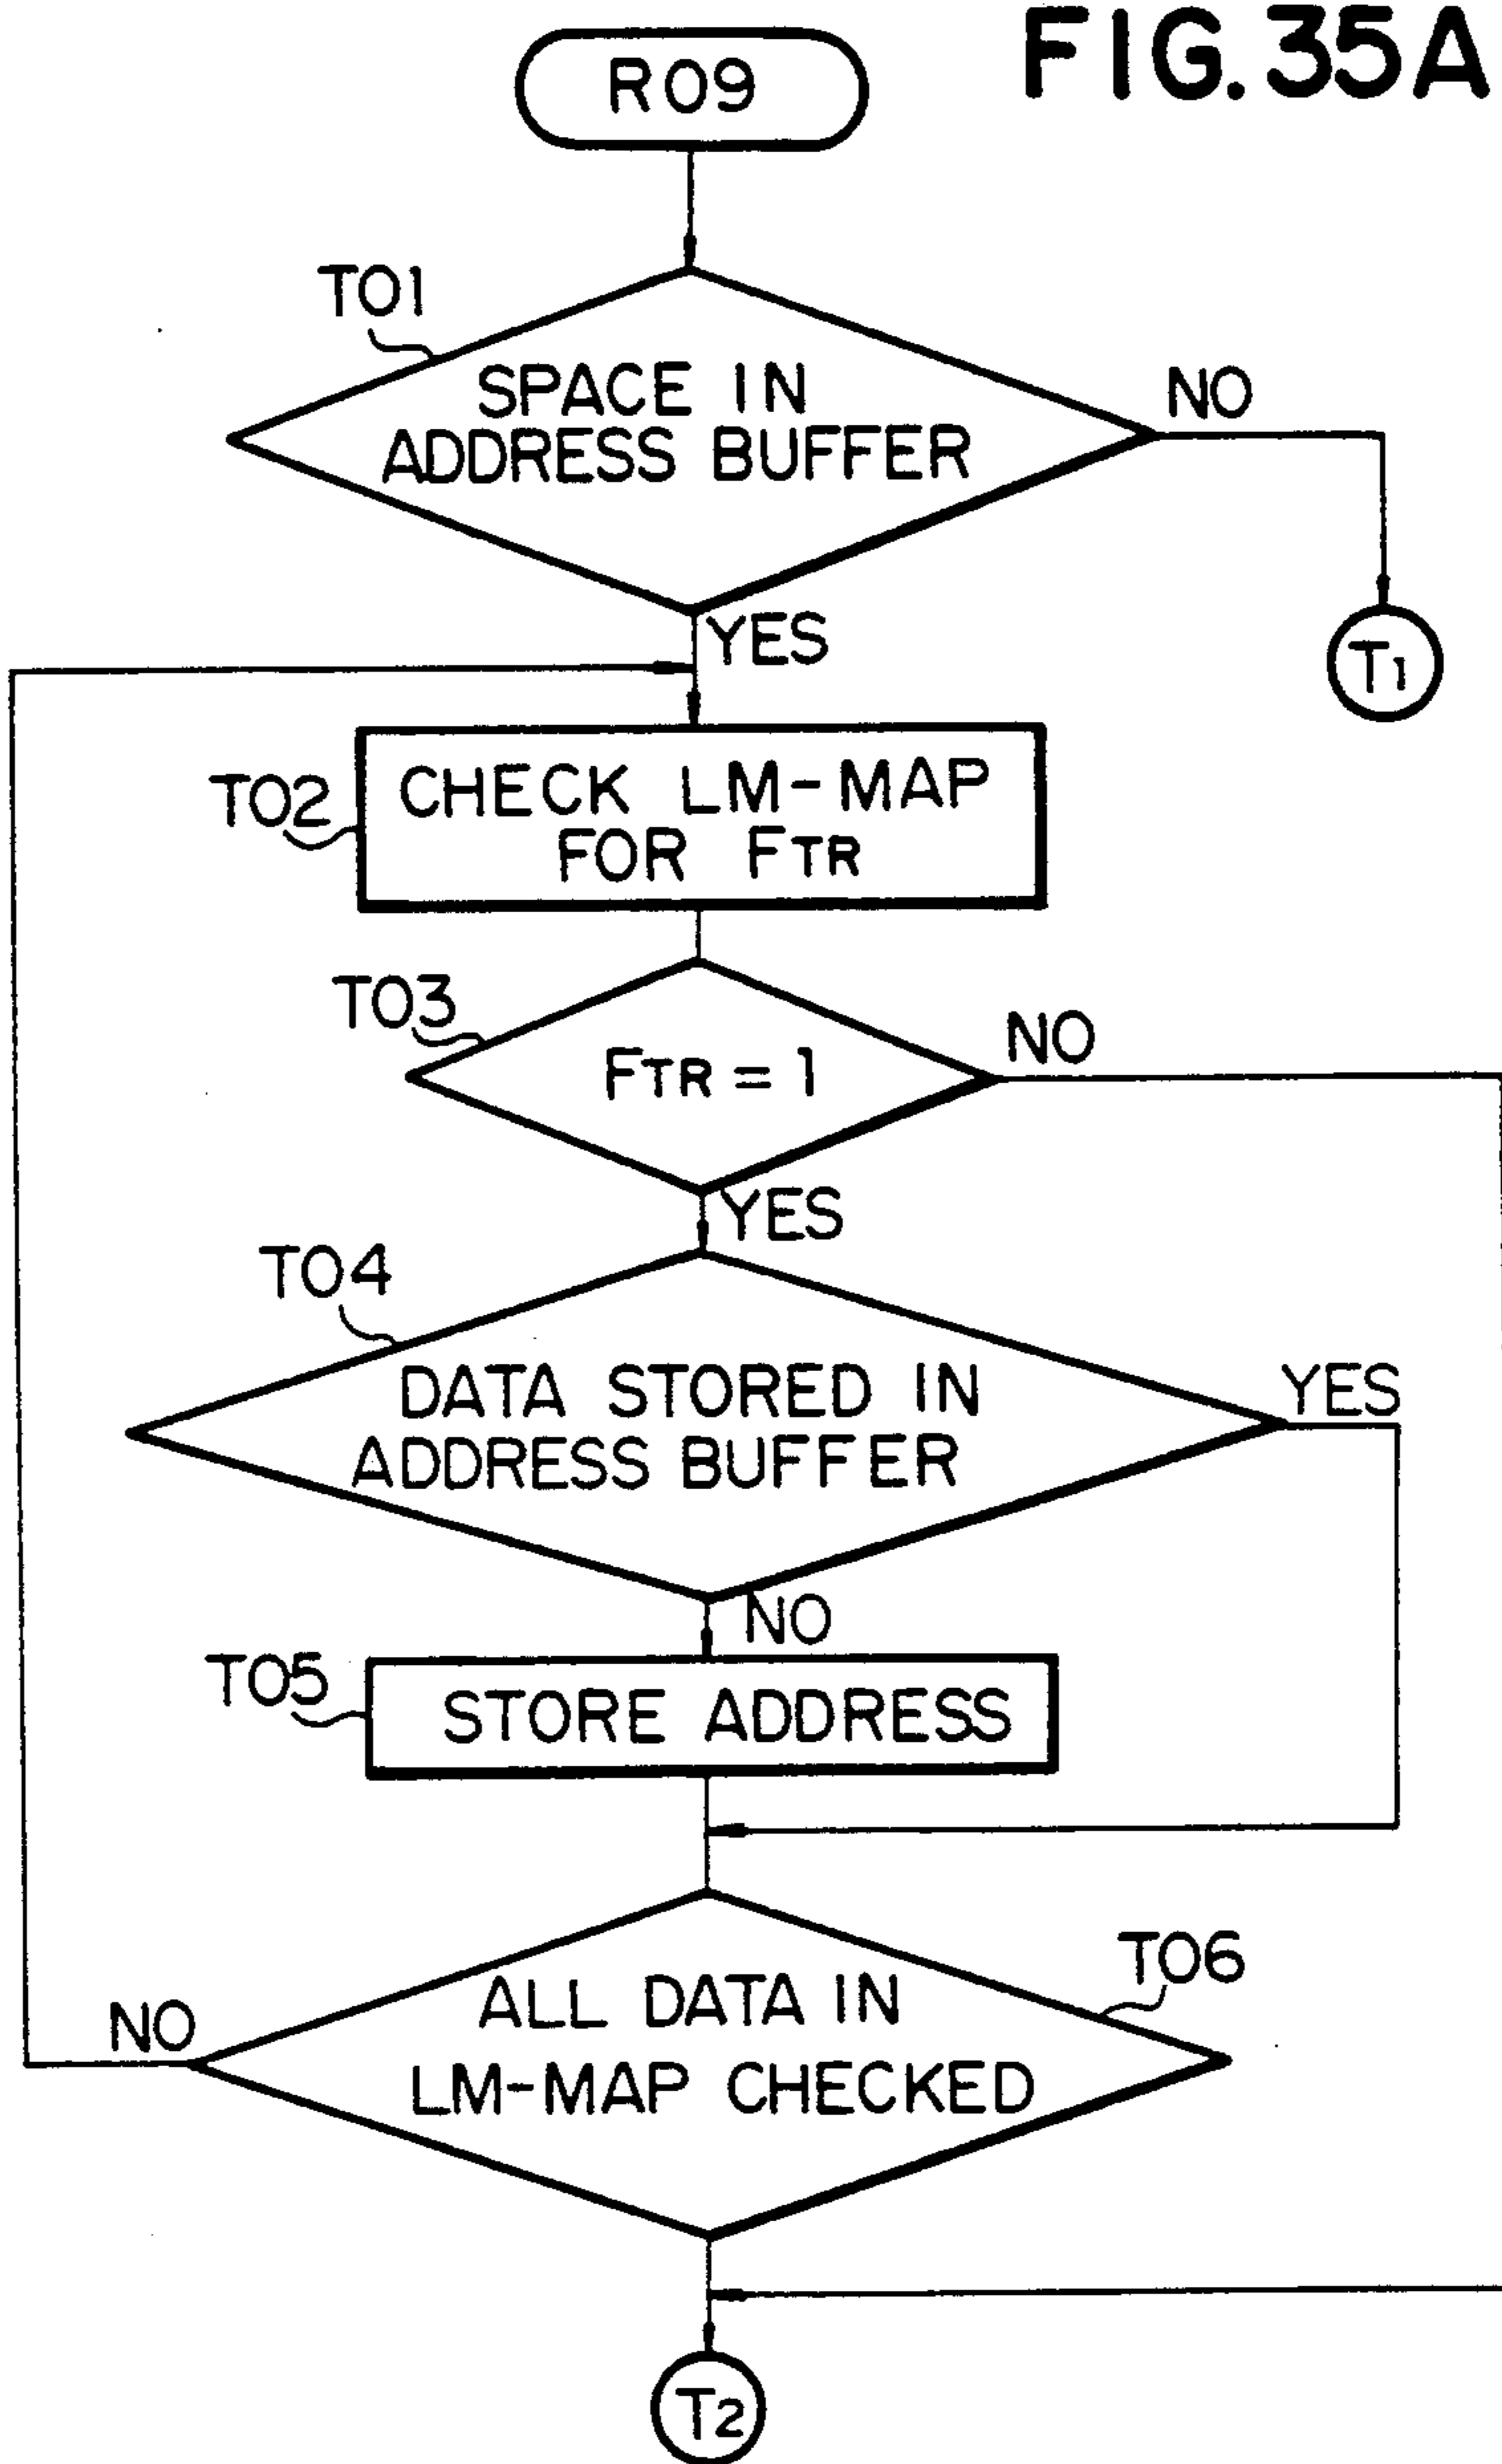 FIG.35A
R09
T01
SPACE IN
ADDRESS BUFFER
NO
YES
T1
T02
CHECK LM-MAP
FOR FTR
T03
FTR = 1
NO
YES
T04
DATA STORED IN
ADDRESS BUFFER
YES
NO
T05
STORE ADDRESS
T06
ALL DATA IN
LM-MAP CHECKED
NO
T2